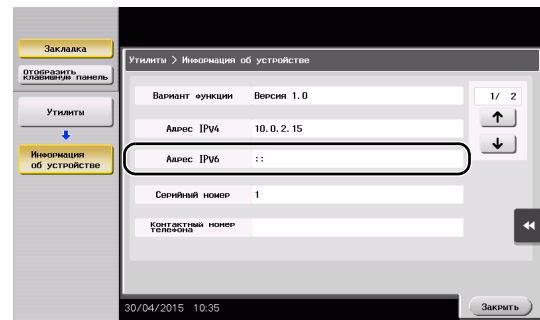 Закладка
Отобразить
клавишную панель
Утилиты
Информация
об устройстве
Утилиты > Информация об устройстве
Вариант функции Версия 1.0
1/ 2
Адрес IPv4 10.0.2.15
Адрес IPv6 ::
Серийный номер 1
Контактный номер
телефона
30/04/2015 10:35
Закрыть